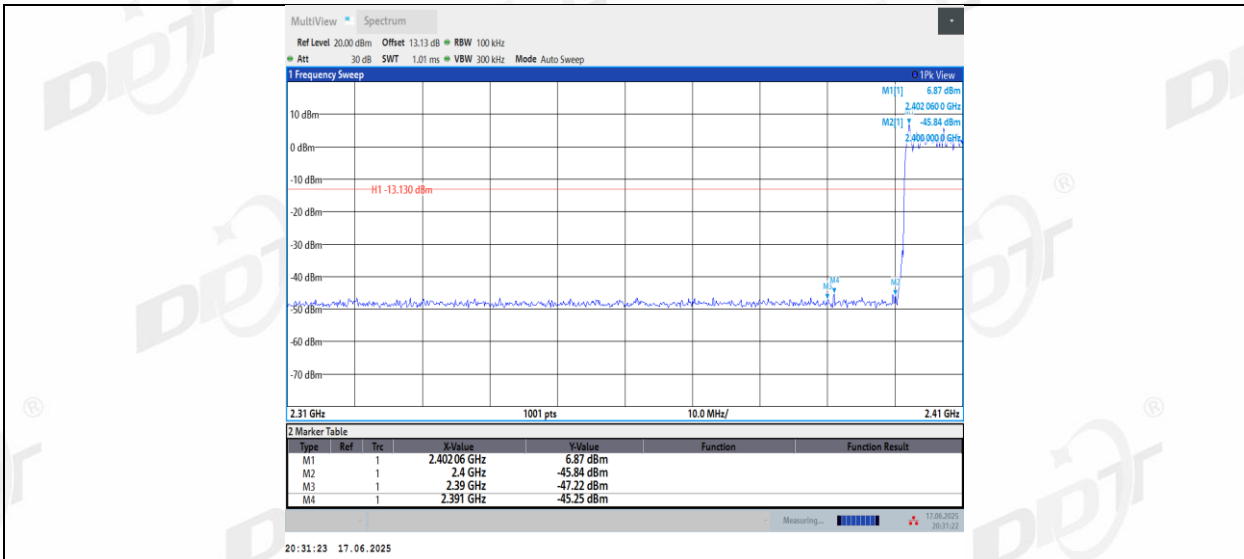 MultiView Spectrum
Ref Level 20.00 dBm Offset 13.13 dB RBW 100 kHz
Att 30 dB SWT 1.01 ms VBW 300 kHz Mode Auto Sweep
1 Frequency Sweep 1Pk View
M1[1] 6.87 dBm
2.402 060 0 GHz
10 dBm
M2[1] -45.84 dBm
2.400 000 0 GHz
0 dBm
-10 dBm
H1 -13.130 dBm
-20 dBm
-30 dBm
-40 dBm
M3 M4 M2
-50 dBm
-60 dBm
-70 dBm
2.31 GHz 1001 pts 10.0 MHz/ 2.41 GHz
2 Marker Table
Type Ref Trc X-Value Y-Value Function Function Result
M1 1 2.40206 GHz 6.87 dBm
M2 1 2.4 GHz -45.84 dBm
M3 1 2.39 GHz -47.22 dBm
M4 1 2.391 GHz -45.25 dBm
Measuring... 17.06.2025
20:31:22
20:31:23 17.06.2025
DDT
®